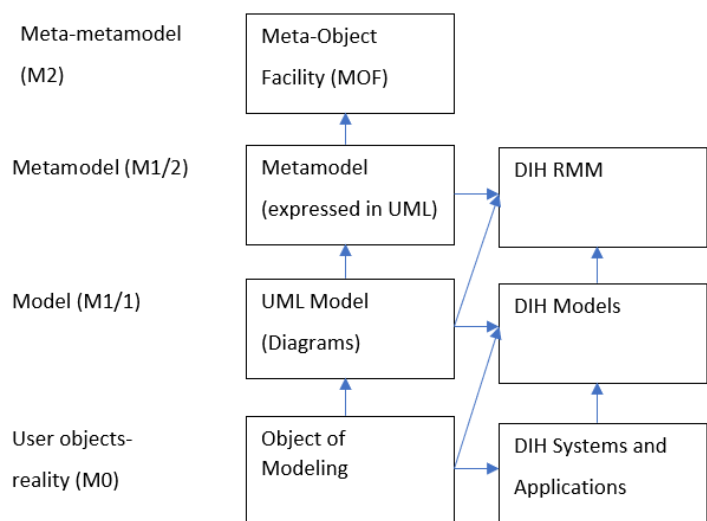 Meta-metamodel
(M2)
Meta-Object
Facility (MOF)
Metamodel (M1/2)
Metamodel
(expressed in UML)
DIH RMM
Model (M1/1)
UML Model
(Diagrams)
DIH Models
User objects-
reality (M0)
Object of
Modeling
DIH Systems and
Applications